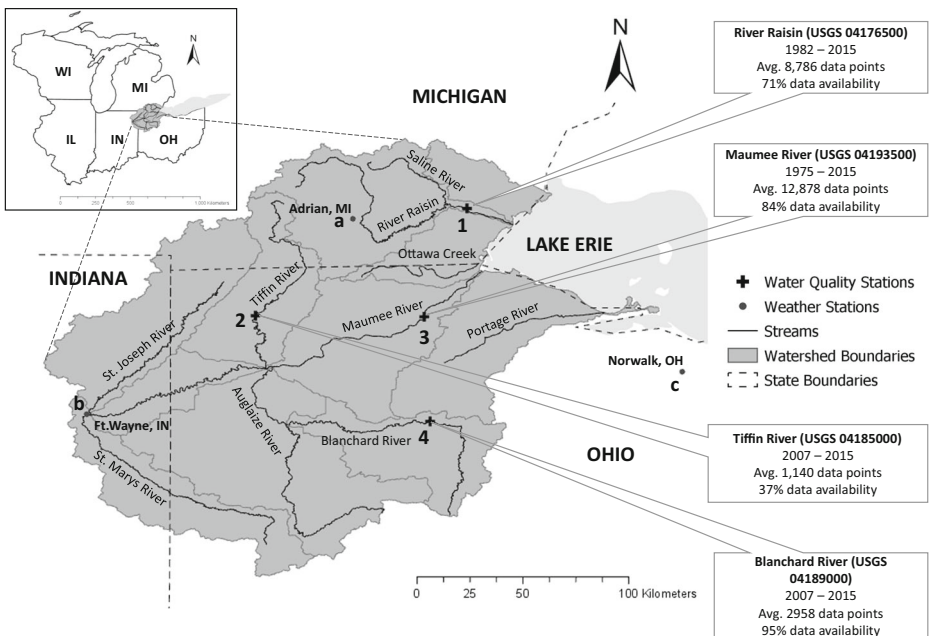 WI
MI
IL
IN
OH
0 250 500 1,000 Kilometers
N
N
MICHIGAN
INDIANA
OHIO
LAKE ERIE
Saline River
Adrian, MI
a
River Raisin
1
Ottawa Creek
Tiffin River
2
Maumee River
3
Portage River
St. Joseph River
b
Ft.Wayne, IN
Auglaize River
Blanchard River
4
St. Marys River
Norwalk, OH
c
0 25 50 100 Kilometers
River Raisin (USGS 04176500)
1982 – 2015
Avg. 8,786 data points
71% data availability
Maumee River (USGS 04193500)
1975 – 2015
Avg. 12,878 data points
84% data availability
Water Quality Stations
Weather Stations
Streams
Watershed Boundaries
State Boundaries
Tiffin River (USGS 04185000)
2007 – 2015
Avg. 1,140 data points
37% data availability
Blanchard River (USGS
04189000)
2007 – 2015
Avg. 2958 data points
95% data availability